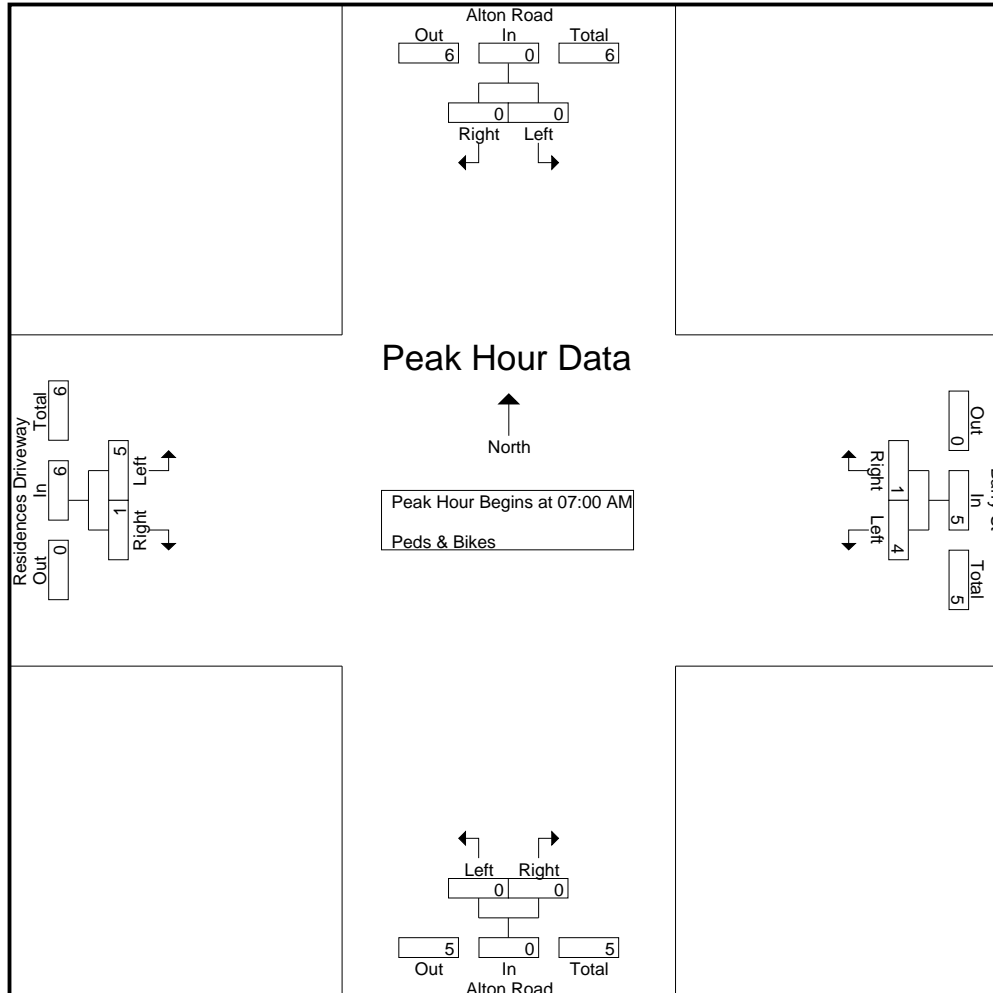 Alton Road
Out In Total
6 0 6
0 0
Right Left
Peak Hour Data
North
Peak Hour Begins at 07:00 AM
Peds & Bikes
Residences Driveway
Out In Total
0 6 6
5 1
Left Right
Out In Total
0 5 5
1 4
Right Left
Left Right
0 0
5 0 5
Out In Total
Alton Road